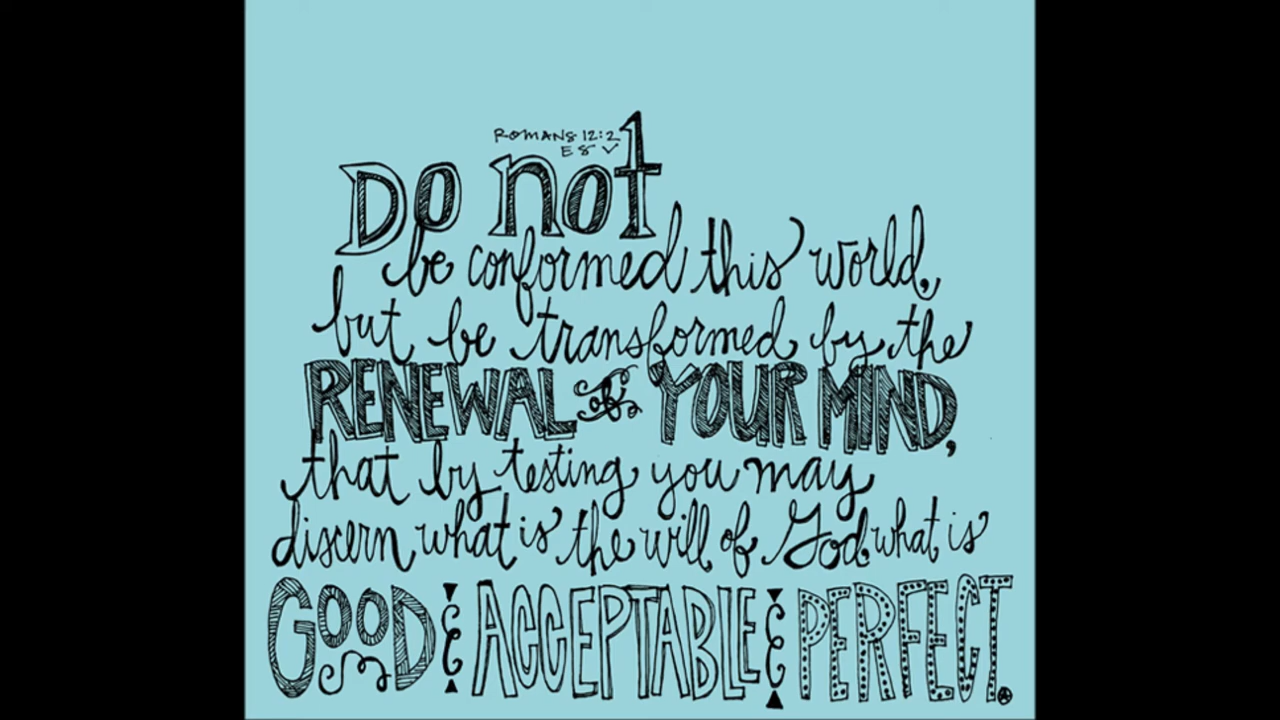 ROMANS 12:2
ESV
Do not
be conformed this world,
but be transformed by the
RENEWAL of YOUR MIND,
that by testing you may
discern what is the will of God. what is
GOOD & ACCEPTABLE & PERFECT.